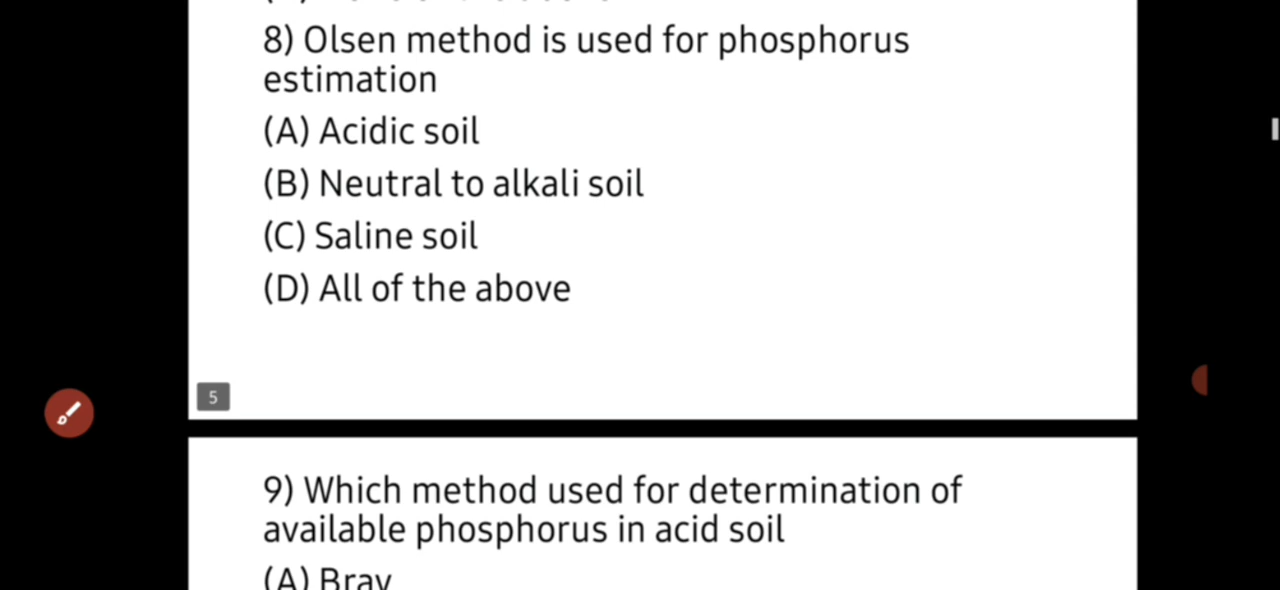 8) Olsen method is used for phosphorus
estimation
(A) Acidic soil
(B) Neutral to alkali soil
(C) Saline soil
(D) All of the above
5
9) Which method used for determination of
available phosphorus in acid soil
(A) Bray